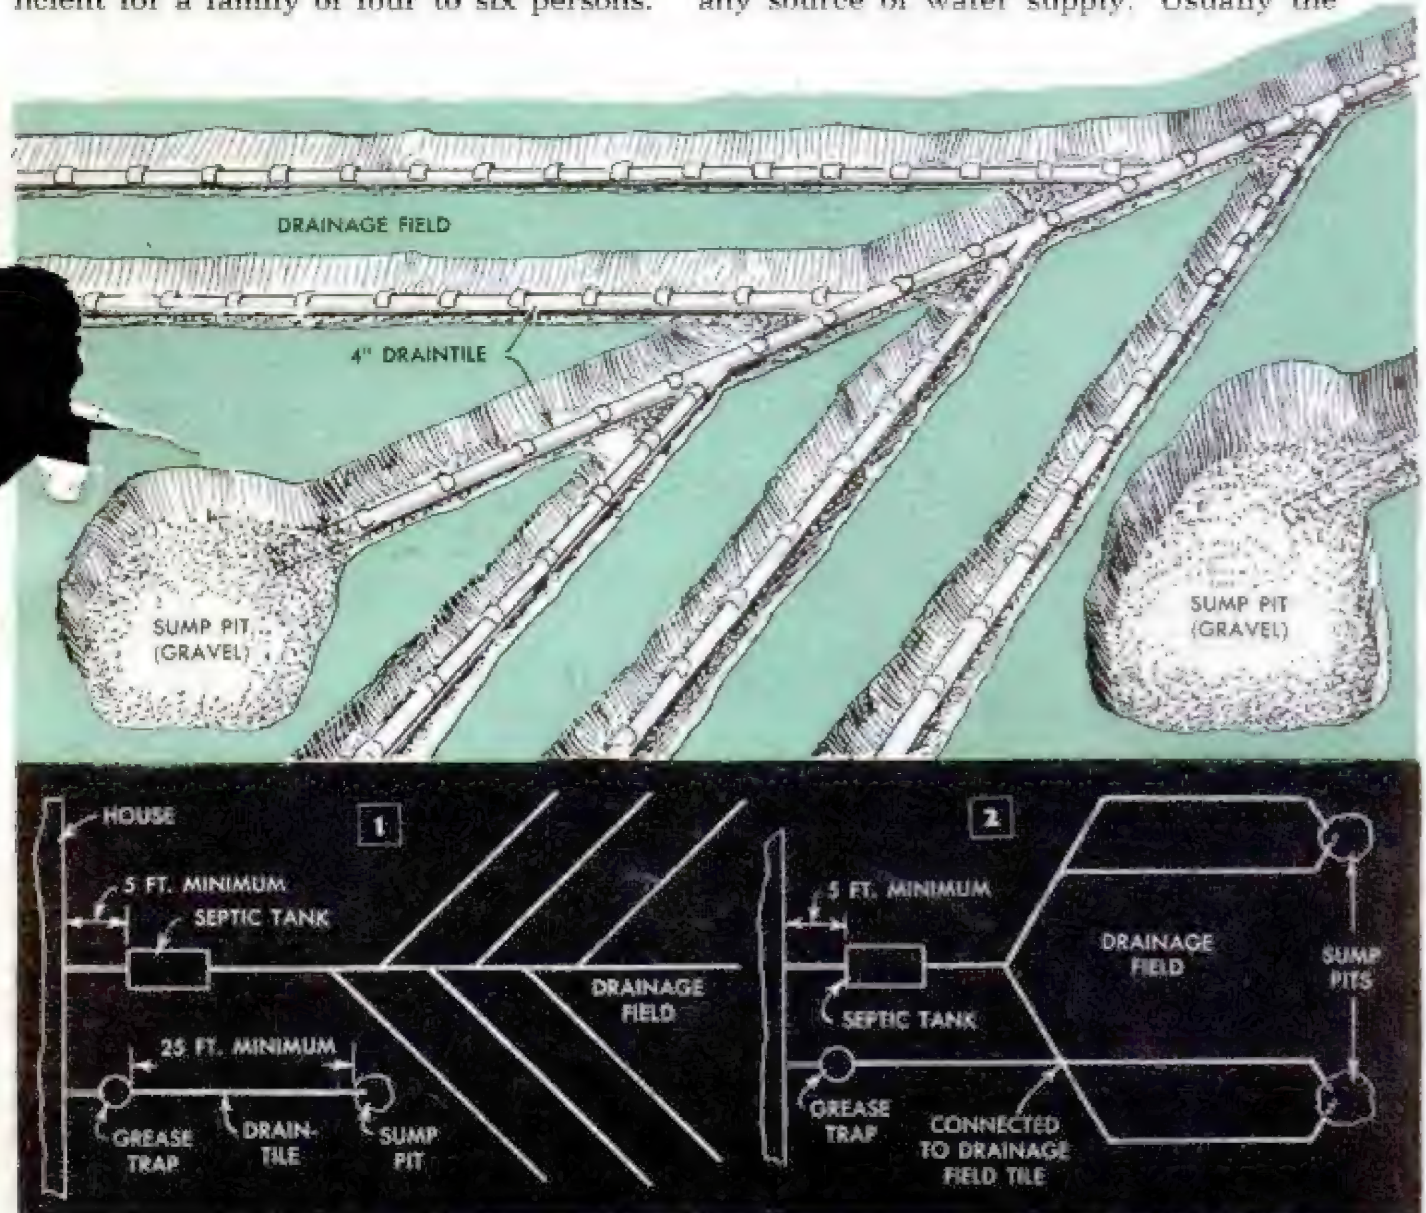 ficient for a family of four to six persons.
any source of water supply. Usually the
DRAINAGE FIELD
4" DRAINTILE
SUMP PIT
(GRAVEL)
SUMP PIT
(GRAVEL)
HOUSE
1
5 FT. MINIMUM
SEPTIC TANK
DRAINAGE
FIELD
25 FT. MINIMUM
GREASE
TRAP
DRAIN-
TILE
SUMP
PIT
2
5 FT. MINIMUM
SEPTIC TANK
DRAINAGE
FIELD
SUMP
PITS
GREASE
TRAP
CONNECTED
TO DRAINAGE
FIELD TILE